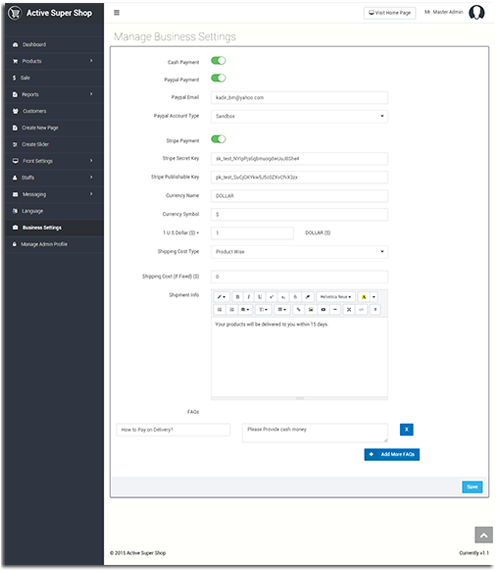 Active Super Shop
Visit Home Page
Mr. Master Admin
Dashboard
Products
$ Sale
Reports
Customers
Create New Page
Create Slider
Front Settings
Staffs
Messaging
Language
Business Settings
Manage Admin Profile
Manage Business Settings
Cash Payment
Paypal Payment
Paypal Email
Paypal Account Type Sandbox
Stripe Payment
Stripe Secret Key
Stripe Publishable Key
Currency Name DOLLAR
Currency Symbol $
1 U S Dollar ($) = 1 DOLLAR ($)
Shipping Cost Type Product Wise
Shipping Cost (If Fixed) ($) 0
Shipment Info
B I U Helvetica Neue A
Your products will be delivered to you within 15 days
FAQs
How to Pay on Delivery? Please Provide cash money X
+ Add More FAQs
Save
© 2015 Active Super Shop Currently v1.1